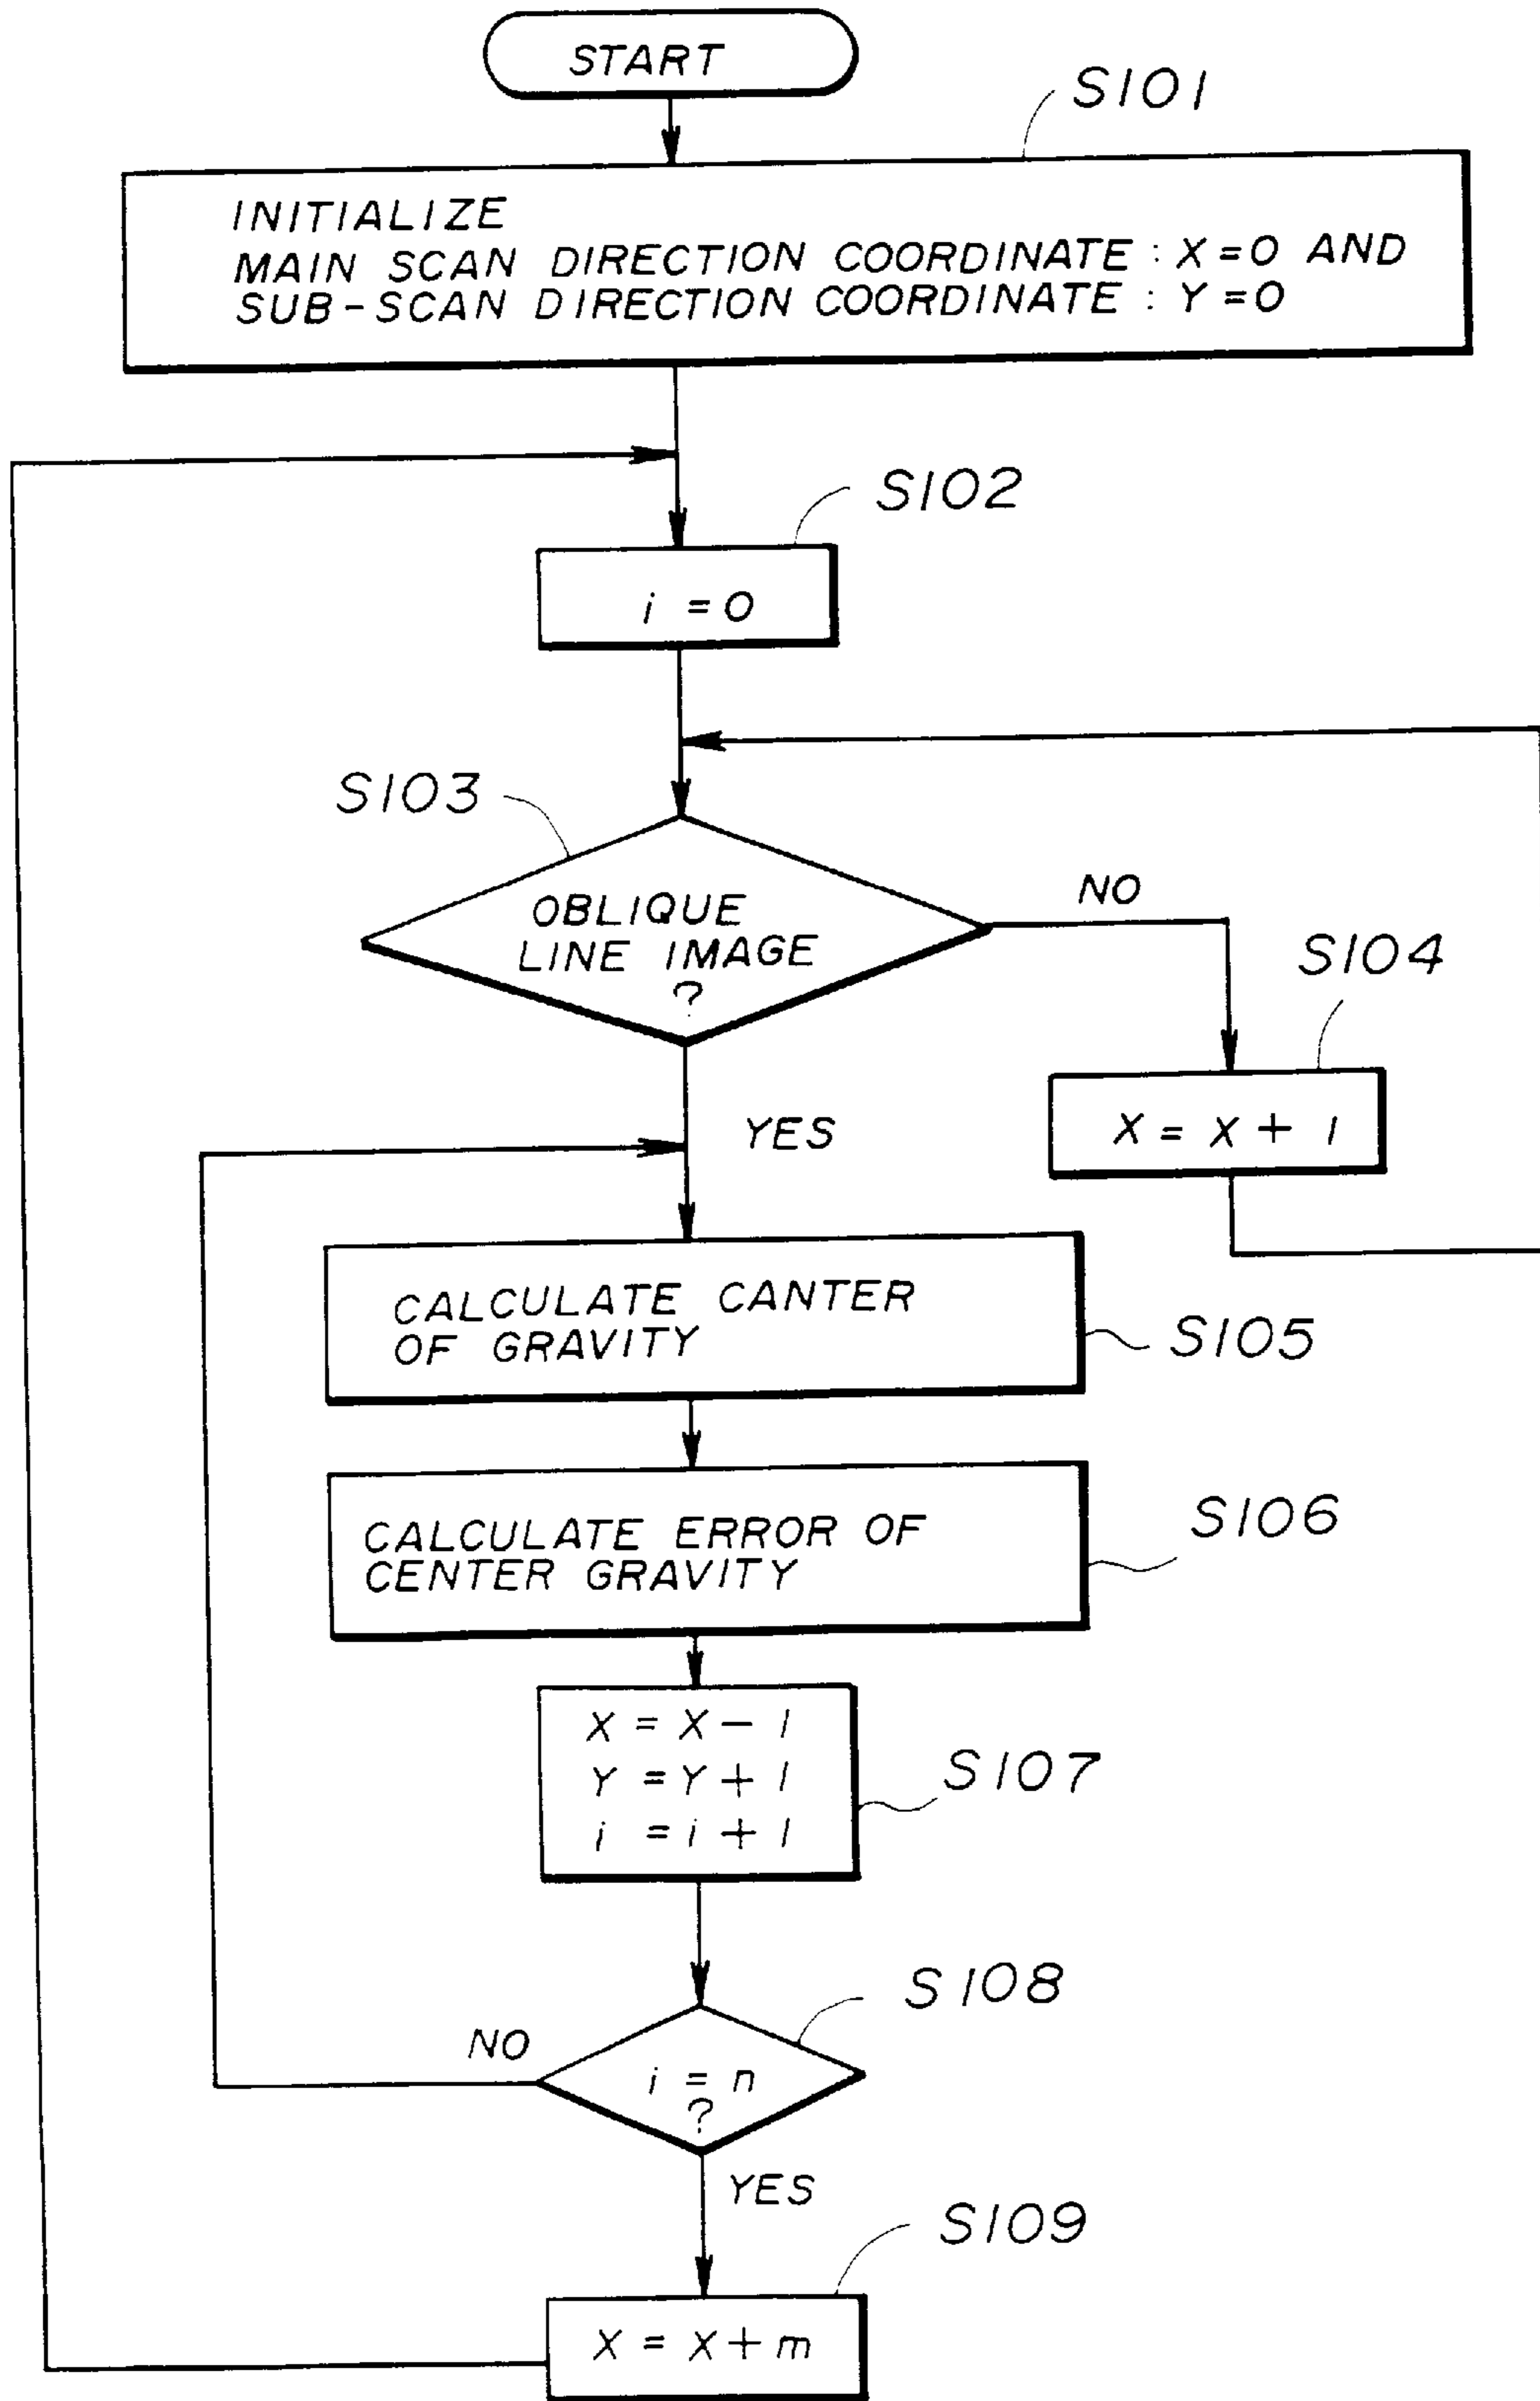 START
S101
INITIALIZE
MAIN SCAN DIRECTION COORDINATE : X = 0 AND
SUB-SCAN DIRECTION COORDINATE : Y = 0
S102
i = 0
S103
OBLIQUE
LINE IMAGE
?
NO
S104
X = X + 1
YES
CALCULATE CANTER
OF GRAVITY
S105
CALCULATE ERROR OF
CENTER GRAVITY
S106
X = X - 1
Y = Y + 1
i = i + 1
S107
S108
NO
i = n
?
YES
S109
X = X + m